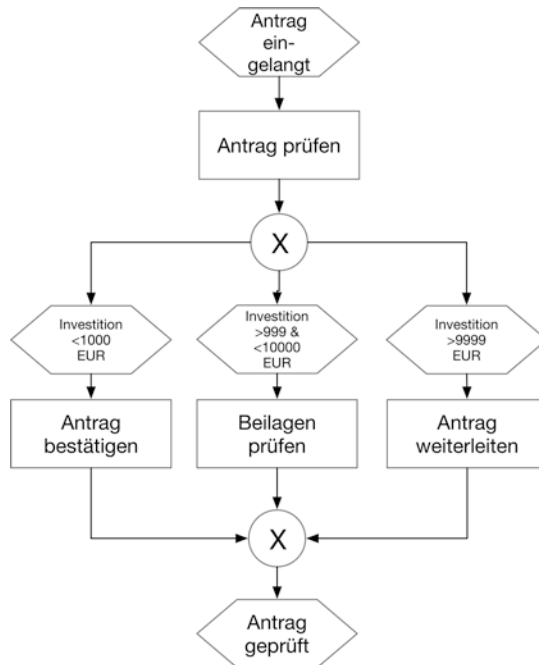 Antrag
ein-
gelangt
Antrag prüfen
X
Investition
<1000
EUR
Investition
>999 &
<10000
EUR
Investition
>9999
EUR
Antrag
bestätigen
Beilagen
prüfen
Antrag
weiterleiten
X
Antrag
geprüft